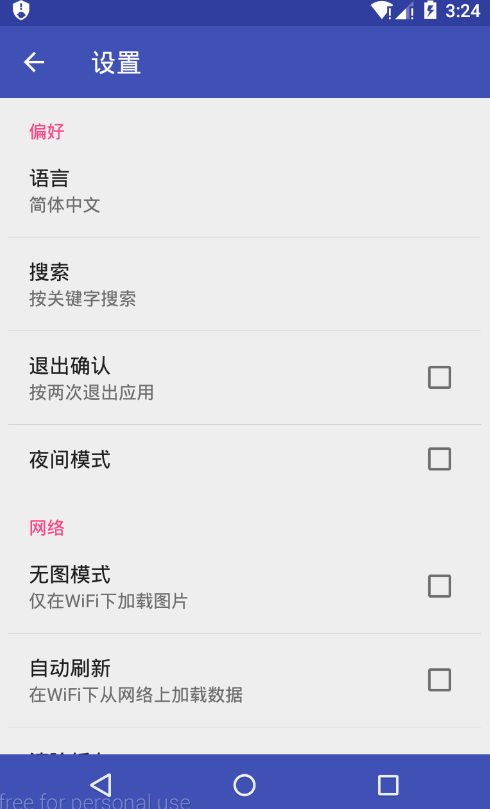 3:24
设置
偏好
语言
简体中文
搜索
按关键字搜索
退出确认
按两次退出应用
夜间模式
网络
无图模式
仅在WiFi下加载图片
自动刷新
在WiFi下从网络上加载数据
free for personal use